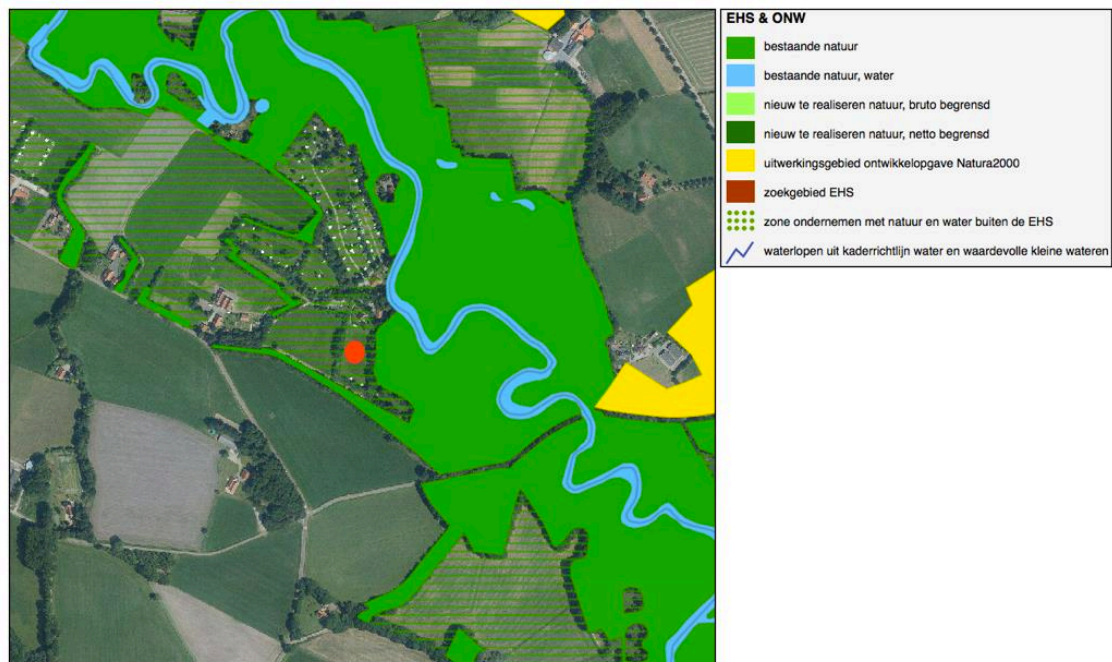 EHS & ONW
bestaande natuur
bestaande natuur, water
nieuw te realiseren natuur, bruto begrensd
nieuw te realiseren natuur, netto begrensd
uitwerkingsgebied ontwikkelopgave Natura2000
zoekgebied EHS
zone ondernemen met natuur en water buiten de EHS
waterlopen uit kaderrichtlijn water en waardevolle kleine wateren